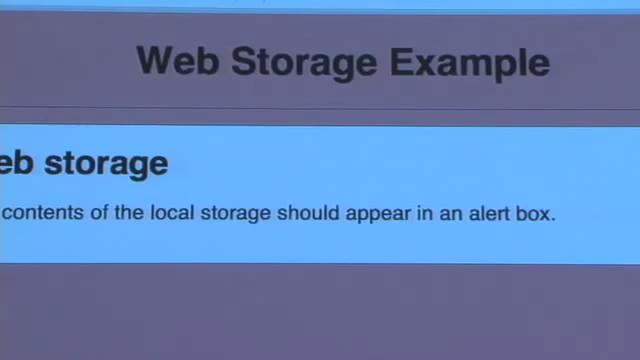 Web Storage Example
eb storage
contents of the local storage should appear in an alert box.